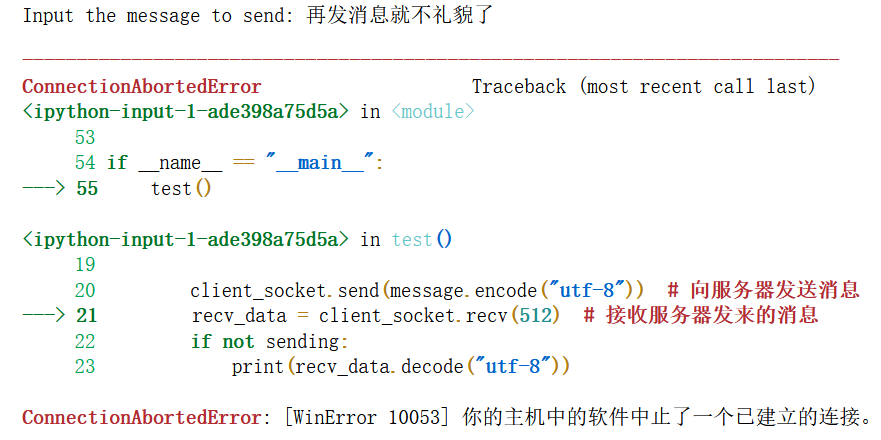 Input the message to send: 再发消息就不礼貌了
---------------------------------------------------------------------------
ConnectionAbortedError                    Traceback (most recent call last)
<ipython-input-1-ade398a75d5a> in <module>
     53
     54 if __name__ == "__main__":
---> 55     test()
<ipython-input-1-ade398a75d5a> in test()
     19
     20         client_socket.send(message.encode("utf-8"))  # 向服务器发送消息
---> 21         recv_data = client_socket.recv(512)  # 接收服务器发来的消息
     22         if not sending:
     23             print(recv_data.decode("utf-8"))
ConnectionAbortedError: [WinError 10053] 你的主机中的软件中止了一个已建立的连接。